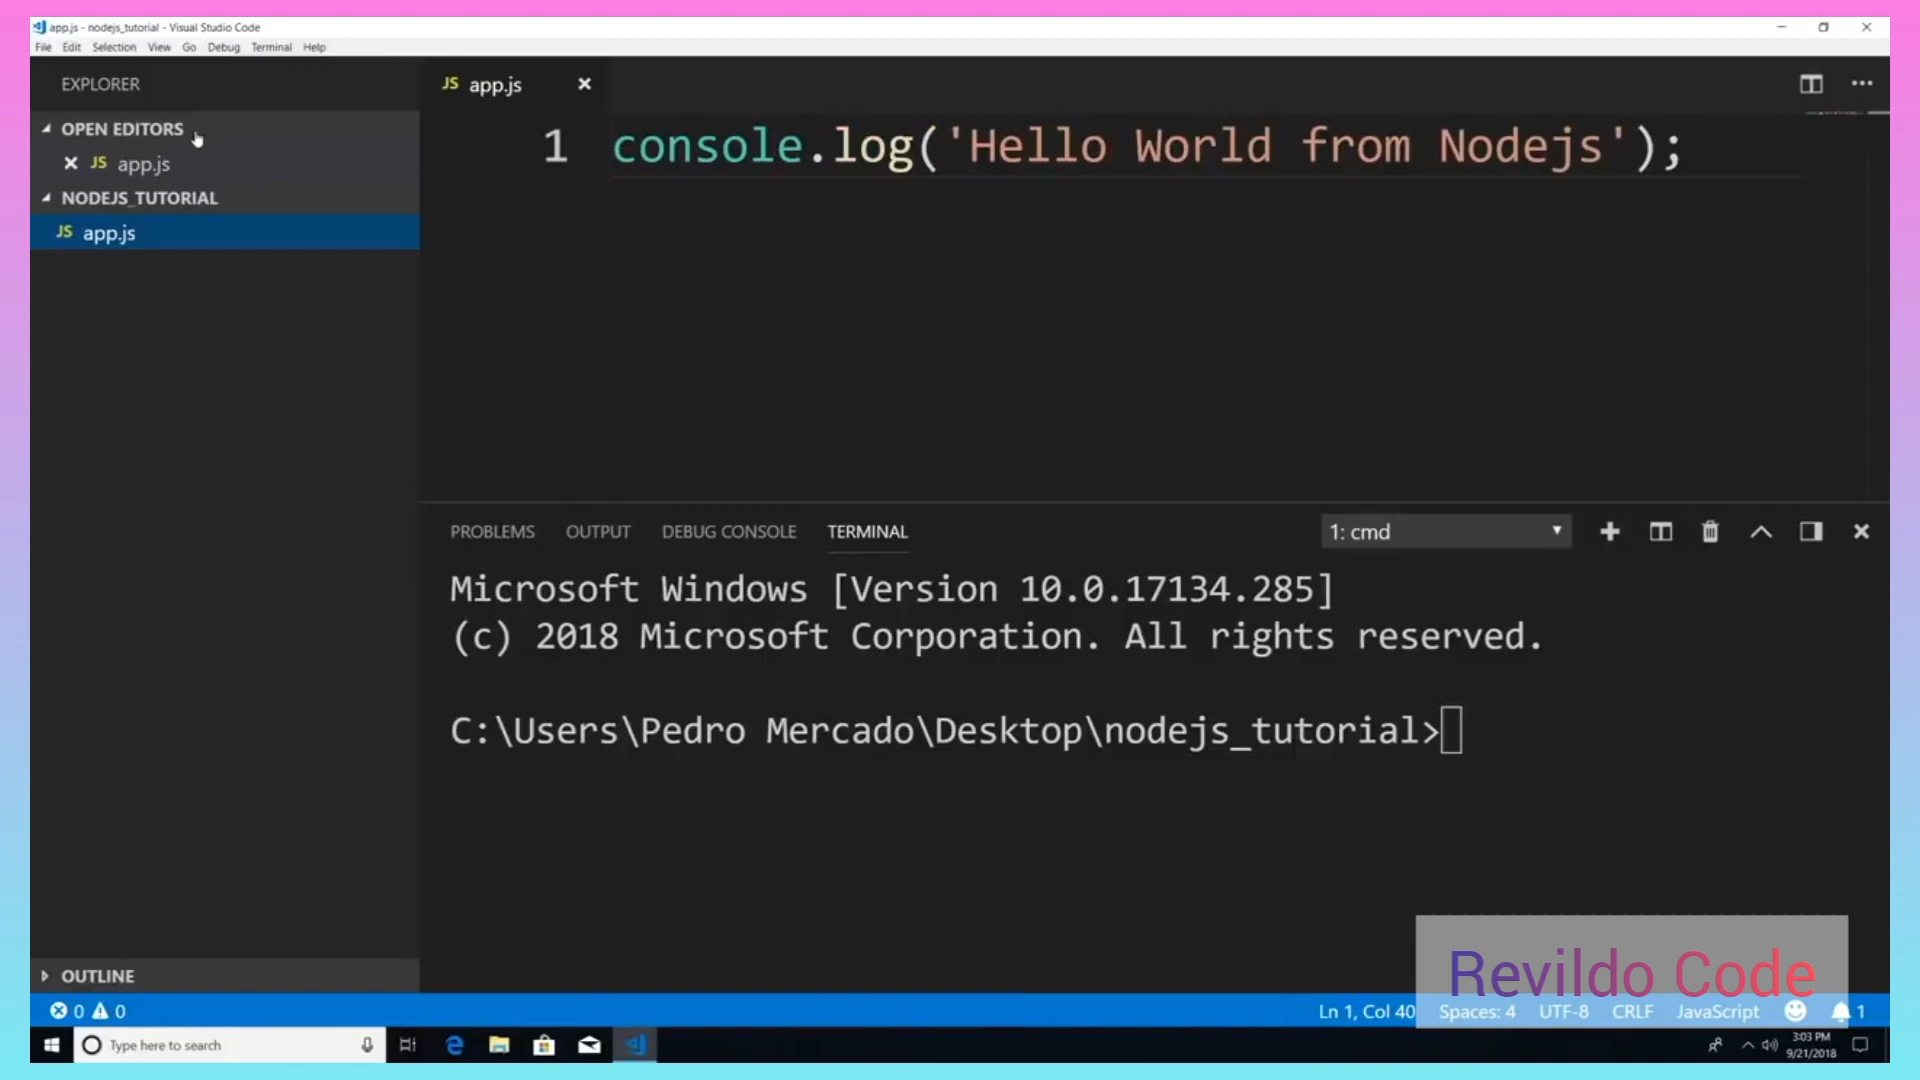 app.js - nodejs_tutorial - Visual Studio Code
File Edit Selection View Go Debug Terminal Help
EXPLORER
OPEN EDITORS
JS app.js
NODEJS_TUTORIAL
JS app.js
OUTLINE
JS app.js
1 console.log('Hello World from Nodejs');
PROBLEMS OUTPUT DEBUG CONSOLE TERMINAL
1: cmd
Microsoft Windows [Version 10.0.17134.285]
(c) 2018 Microsoft Corporation. All rights reserved.
C:\Users\Pedro Mercado\Desktop\nodejs_tutorial>
Revildo Code
0 0 Ln 1, Col 40 Spaces: 4 UTF-8 CRLF JavaScript 1
Type here to search
3:03 PM
9/21/2018